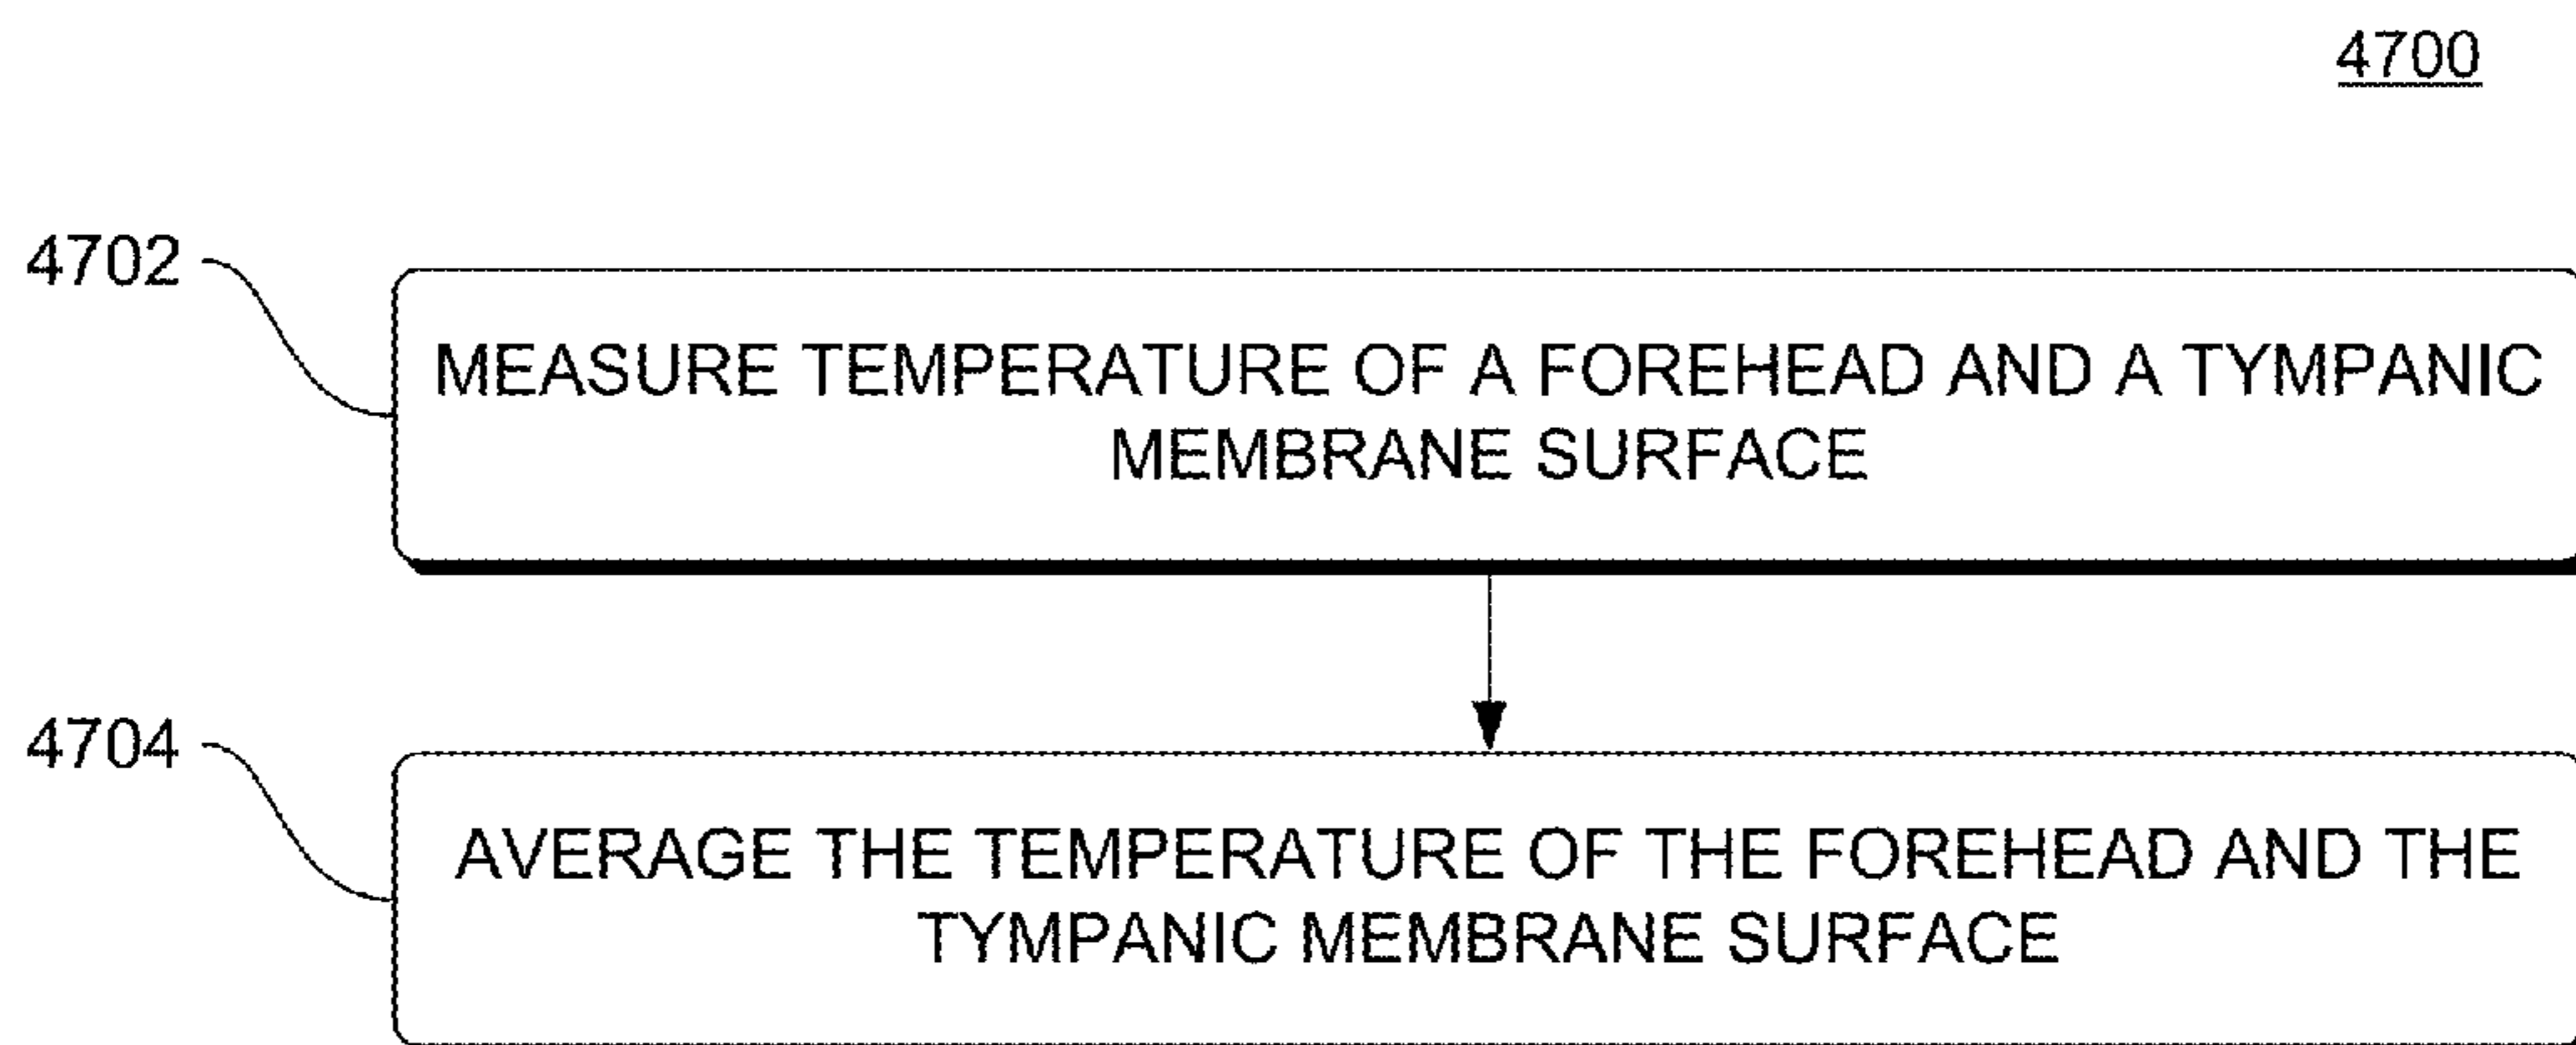 4700
4702
MEASURE TEMPERATURE OF A FOREHEAD AND A TYMPANIC
MEMBRANE SURFACE
4704
AVERAGE THE TEMPERATURE OF THE FOREHEAD AND THE
TYMPANIC MEMBRANE SURFACE